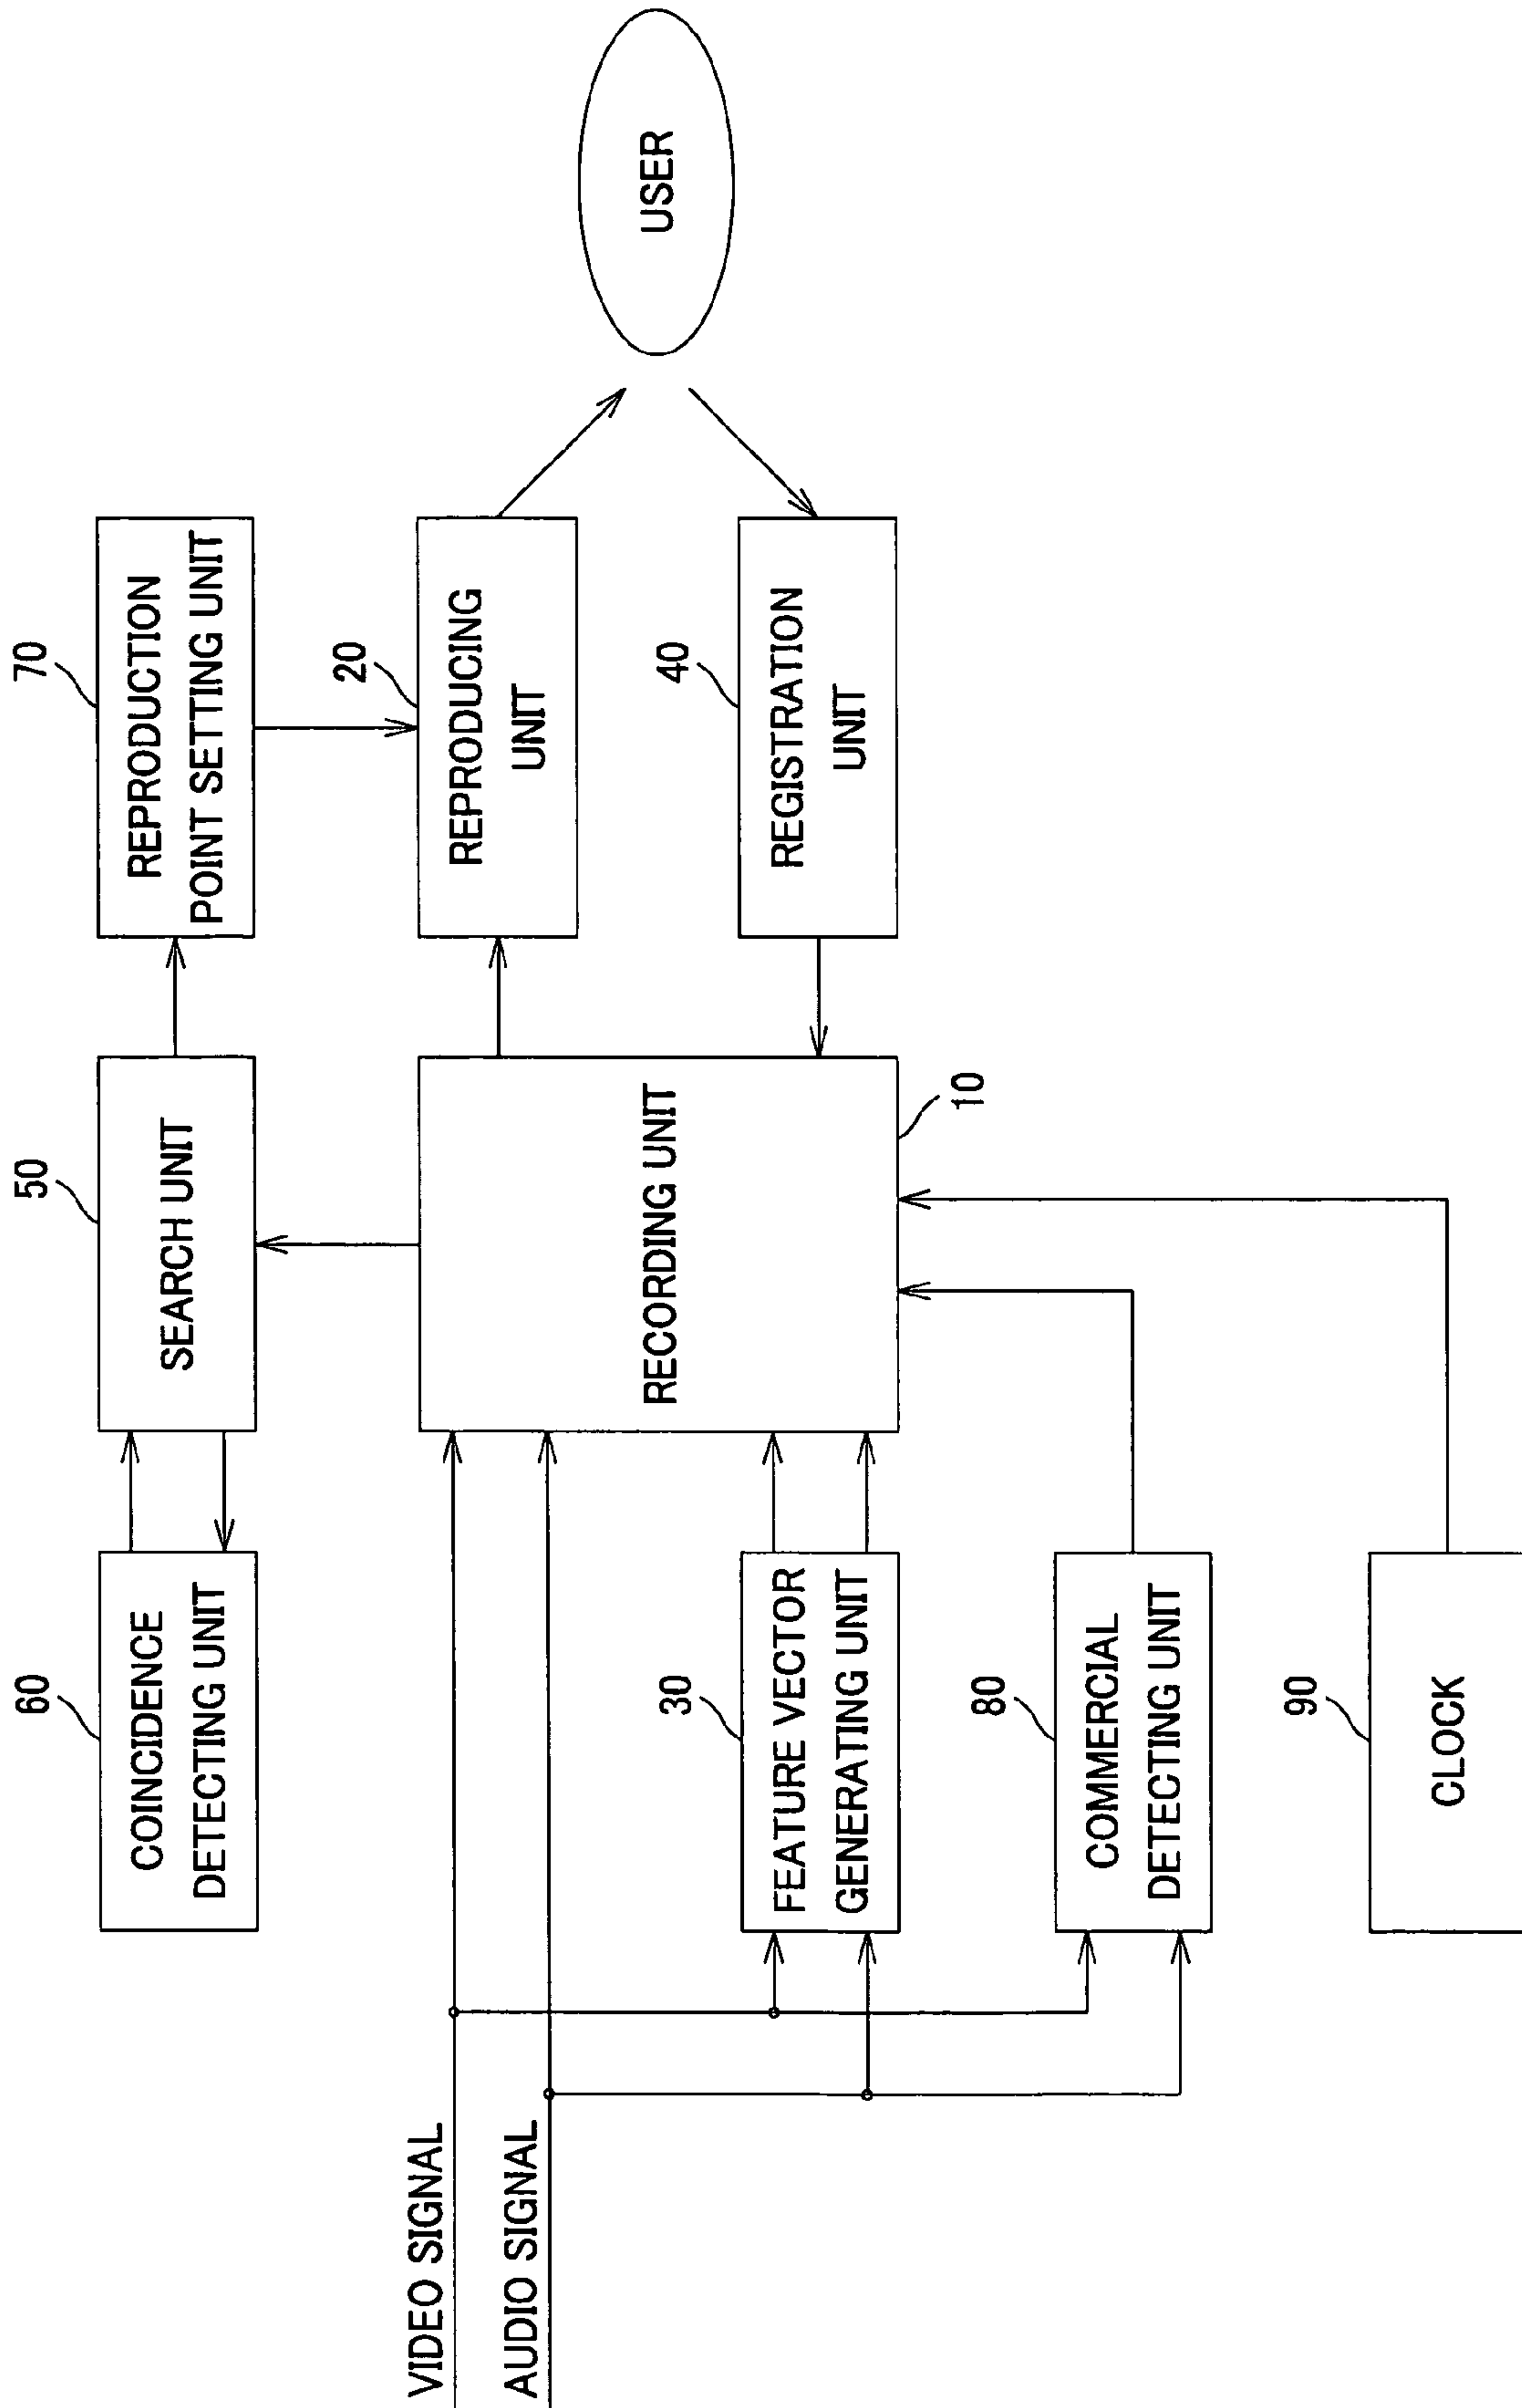 60
COINCIDENCE
DETECTING UNIT
50
SEARCH UNIT
70
REPRODUCTION
POINT SETTING UNIT
VIDEO SIGNAL
AUDIO SIGNAL
RECORDING UNIT
10
20
REPRODUCING
UNIT
USER
30
FEATURE VECTOR
GENERATING UNIT
40
REGISTRATION
UNIT
80
COMMERCIAL
DETECTING UNIT
90
CLOCK